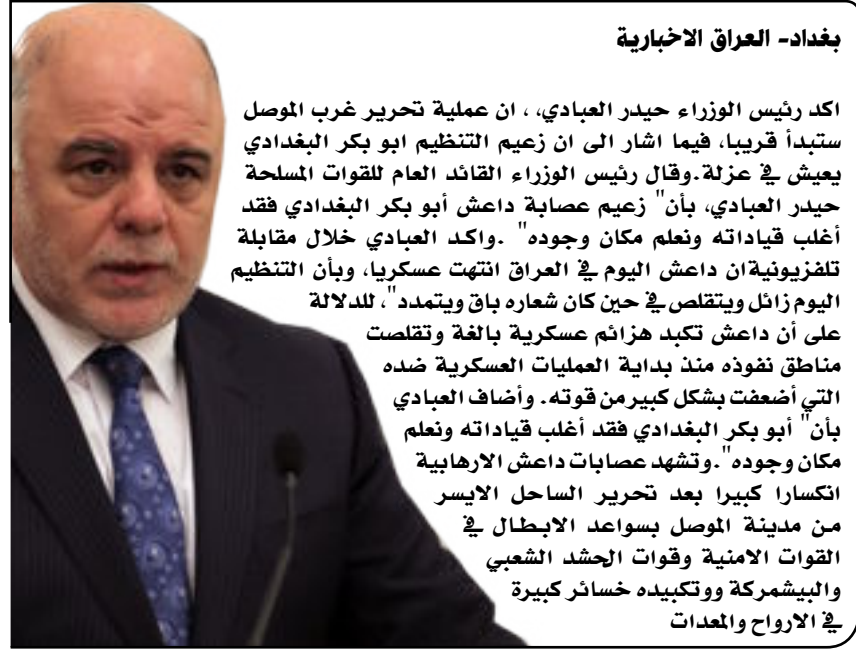 بغداد- العراق الاخبارية
اكد رئيس الوزراء حيدر العبادي، ، ان عملية تحرير غرب الموصل
ستبدأ قريبا، فيما اشار الى ان زعيم التنظيم ابو بكر البغدادي
يعيش في عزلة.وقال رئيس الوزراء القائد العام للقوات المسلحة
حيدر العبادي، بأن" زعيم عصابة داعش أبو بكر البغدادي فقد
أغلب قياداته ونعلم مكان وجوده" .واكد العبادي خلال مقابلة
تلفزيونيةان داعش اليوم في العراق انتهت عسكريا، وبأن التنظيم
اليوم زائل ويتقلص في حين كان شعاره باق ويتمدد"، للدلالة
على أن داعش تكبد هزائم عسكرية بالغة وتقلصت
مناطق نفوذه منذ بداية العمليات العسكرية ضده
التي أضعفت بشكل كبير من قوته. وأضاف العبادي
بأن" أبو بكر البغدادي فقد أغلب قياداته ونعلم
مكان وجوده".وتشهد عصابات داعش الارهابية
انكسارا كبيرا بعد تحرير الساحل الايسر
من مدينة الموصل بسواعد الابطال في
القوات الامنية وقوات الحشد الشعبي
والبيشمركة ووتكبيده خسائر كبيرة
في الارواح والمعدات